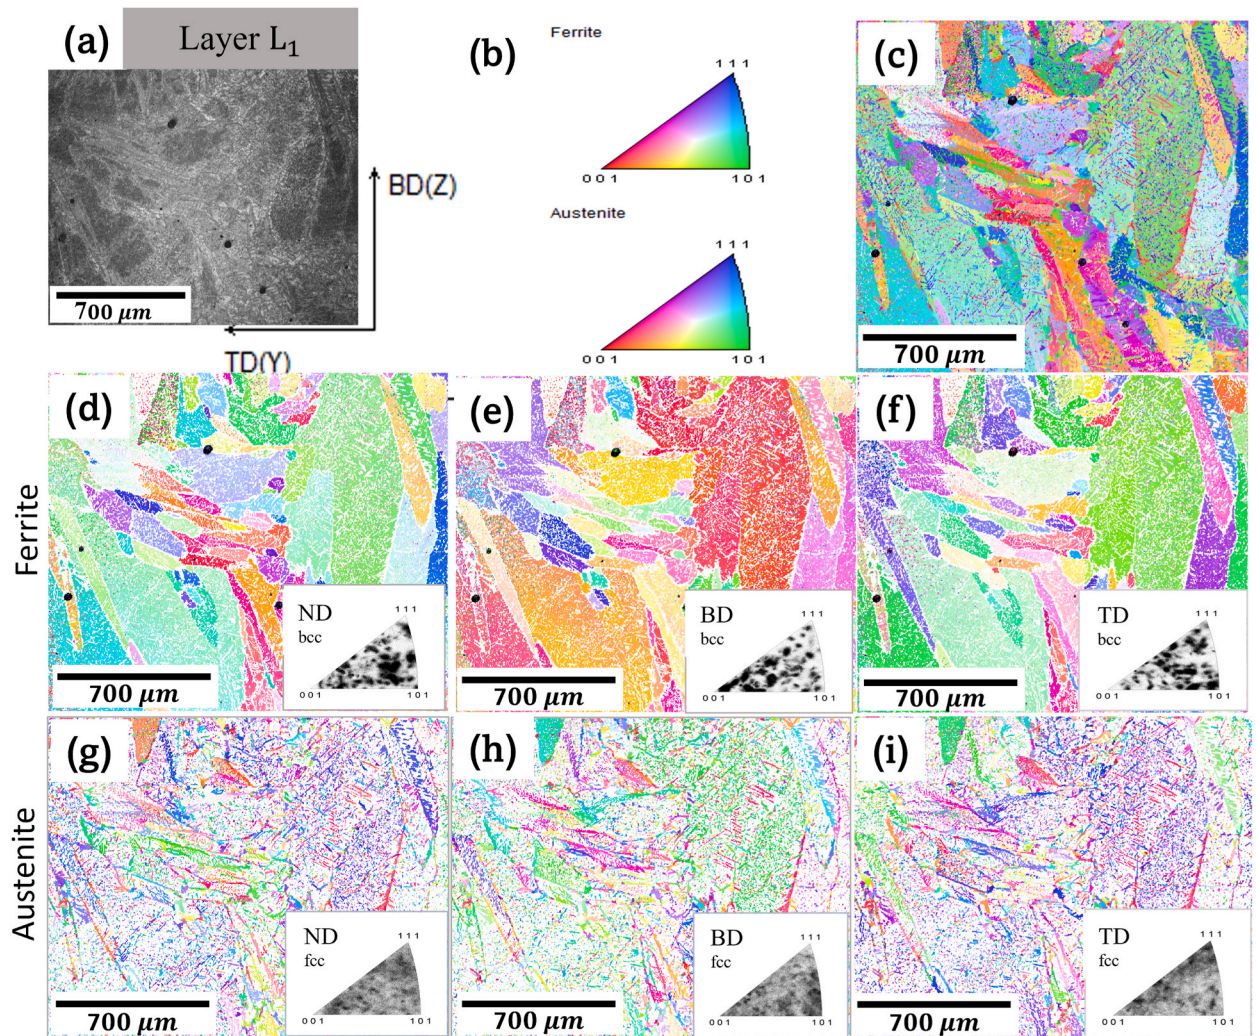 (a)
Layer L₁
BD(Z)
TD(Y)
700 μm
(b)
Ferrite
1 1 1
0 0 1
1 0 1
Austenite
1 1 1
0 0 1
1 0 1
(c)
700 μm
Ferrite
(d)
ND
bcc
1 1 1
0 0 1
1 0 1
700 μm
(e)
BD
bcc
1 1 1
0 0 1
1 0 1
700 μm
(f)
TD
bcc
1 1 1
0 0 1
1 0 1
700 μm
Austenite
(g)
ND
fcc
1 1 1
0 0 1
1 0 1
700 μm
(h)
BD
fcc
1 1 1
0 0 1
1 0 1
700 μm
(i)
TD
fcc
1 1 1
0 0 1
1 0 1
700 μm